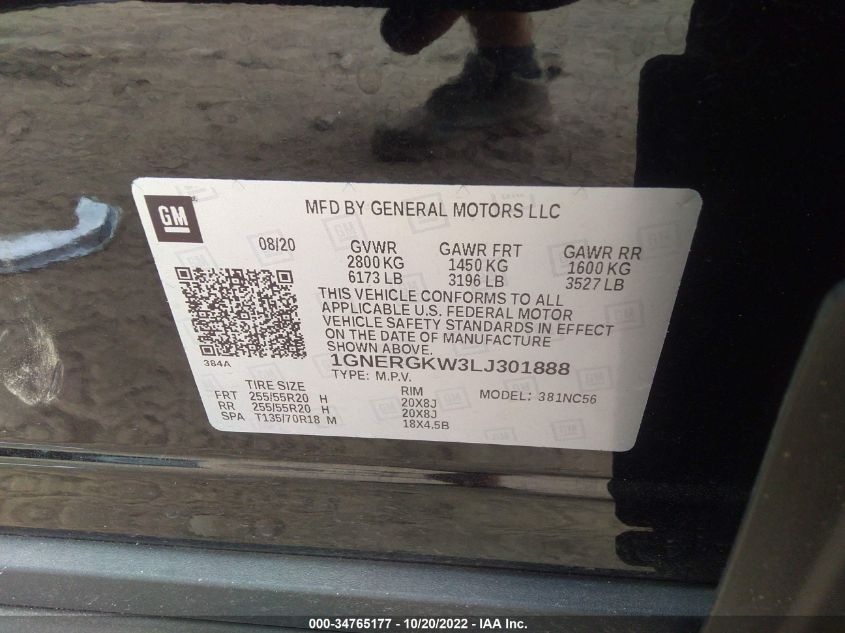 GM
MFD BY GENERAL MOTORS LLC
08/20 GVWR GAWR FRT GAWR RR
2800 KG 1450 KG 1600 KG
6173 LB 3196 LB 3527 LB
THIS VEHICLE CONFORMS TO ALL
APPLICABLE U.S. FEDERAL MOTOR
VEHICLE SAFETY STANDARDS IN EFFECT
ON THE DATE OF MANUFACTURE
SHOWN ABOVE.
384A
1GNERGKW3LJ301888
TYPE: M.P.V.
TIRE SIZE RIM MODEL: 381NC56
FRT 255/55R20 H 20X8J
RR 255/55R20 H 20X8J
SPA T135/70R18 M 18X4.5B
000-34765177 - 10/20/2022 - IAA Inc.